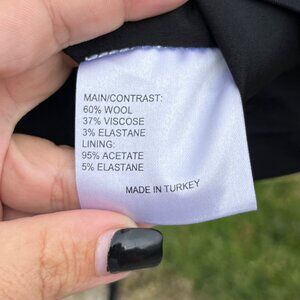 MAIN/CONTRAST:
60% WOOL
37% VISCOSE
3% ELASTANE
LINING:
95% ACETATE
5% ELASTANE
MADE IN TURKEY